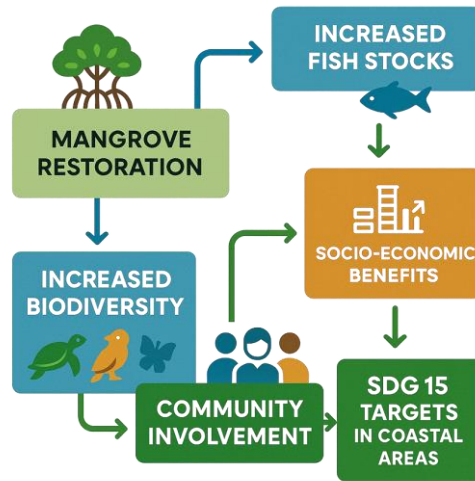 MANGROVE
RESTORATION
INCREASED
FISH STOCKS
INCREASED
BIODIVERSITY
SOCIO-ECONOMIC
BENEFITS
COMMUNITY
INVOLVEMENT
SDG 15
TARGETS
IN COASTAL
AREAS